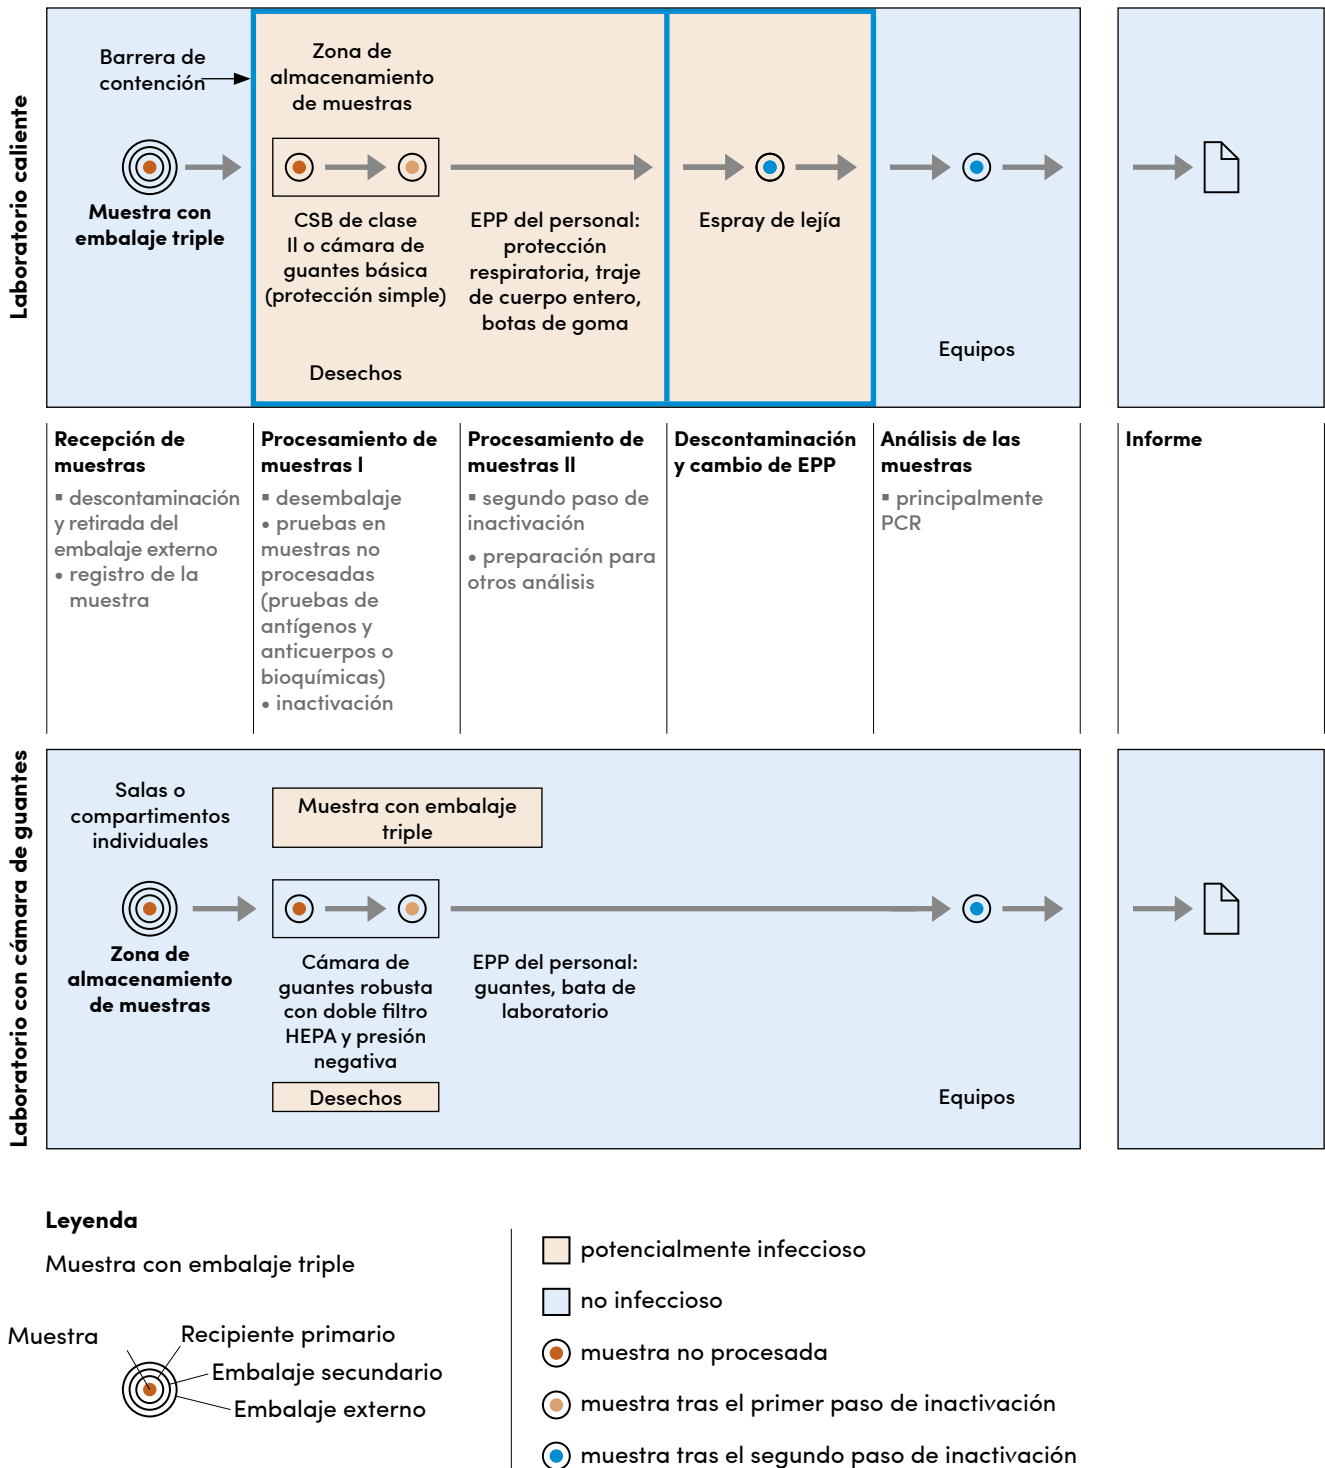 Laboratorio caliente
Barrera de
contención
Zona de
almacenamiento
de muestras
Muestra con
embalaje triple
CSB de clase
II o cámara de
guantes básica
(protección simple)
EPP del personal:
protección
respiratoria, traje
de cuerpo entero,
botas de goma
Espray de lejía
Equipos
Desechos
Recepción de
muestras
▪ descontaminación
y retirada del
embalaje externo
• registro de la
muestra
Procesamiento de
muestras I
▪ desembalaje
• pruebas en
muestras no
procesadas
(pruebas de
antígenos y
anticuerpos o
bioquímicas)
• inactivación
Procesamiento de
muestras II
▪ segundo paso de
inactivación
• preparación para
otros análisis
Descontaminación
y cambio de EPP
Análisis de las
muestras
▪ principalmente
PCR
Informe
Laboratorio con cámara de guantes
Salas o
compartimentos
individuales
Muestra con embalaje
triple
Zona de
almacenamiento
de muestras
Cámara de
guantes robusta
con doble filtro
HEPA y presión
negativa
EPP del personal:
guantes, bata de
laboratorio
Desechos
Equipos
Leyenda
Muestra con embalaje triple
Muestra
Recipiente primario
Embalaje secundario
Embalaje externo
potencialmente infeccioso
no infeccioso
muestra no procesada
muestra tras el primer paso de inactivación
muestra tras el segundo paso de inactivación